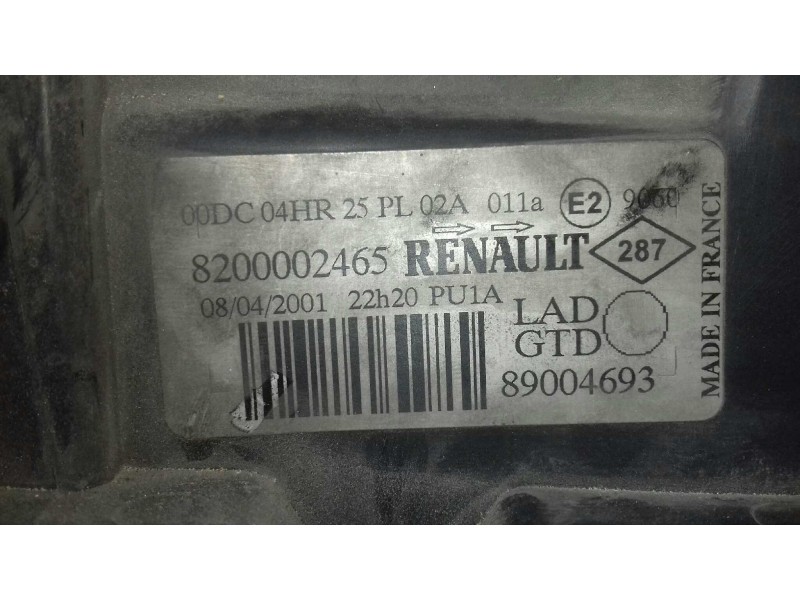 00DC 04HR 25 PL 02A 011a E2 9060
8200002465 RENAULT 287
08/04/2001 22h20 PU1A LAD
GTD
89004693
MADE IN FRANCE